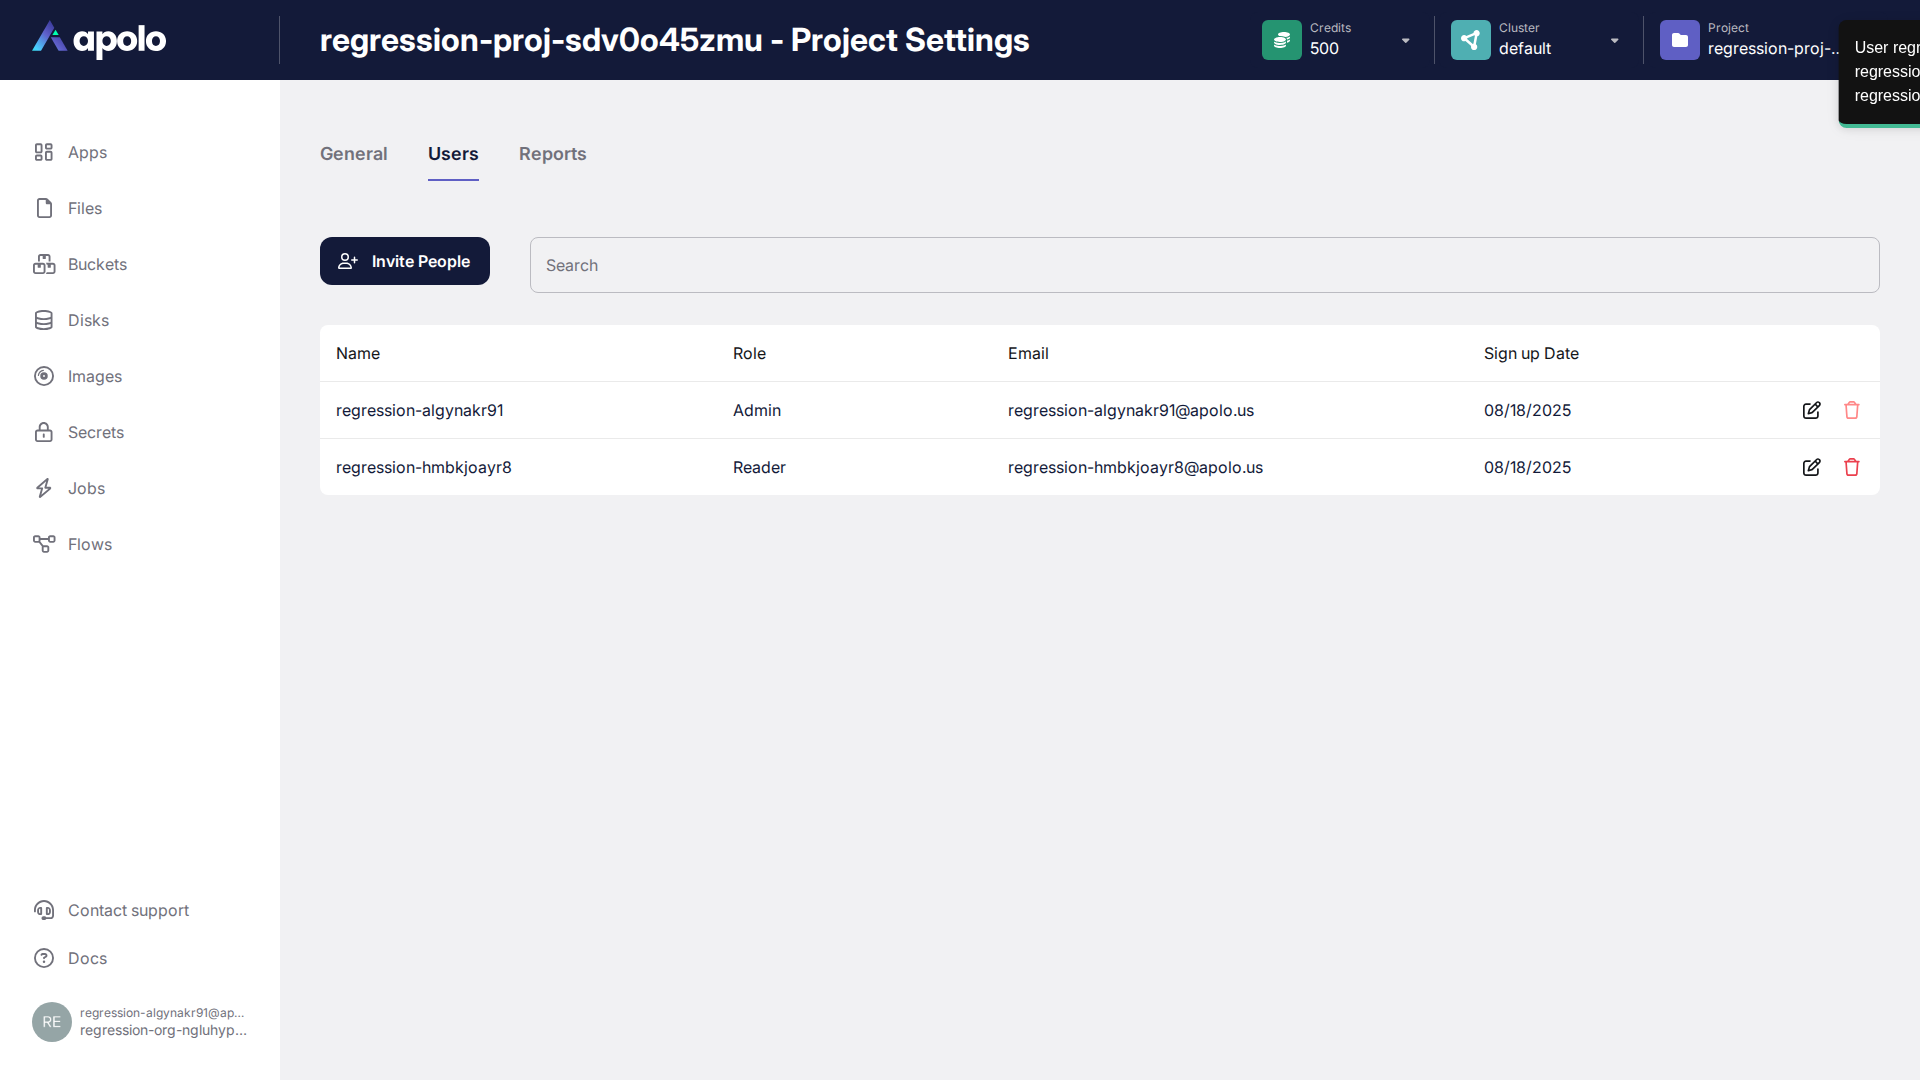 apolo
regression-proj-sdv0o45zmu - Project Settings
Credits
500
Cluster
default
Project
regression-proj-...
User regr
regressio
regressio
Apps
Files
Buckets
Disks
Images
Secrets
Jobs
Flows
General
Users
Reports
Invite People
Search
Name Role Email Sign up Date
regression-algynakr91 Admin regression-algynakr91@apolo.us 08/18/2025
regression-hmbkjoayr8 Reader regression-hmbkjoayr8@apolo.us 08/18/2025
Contact support
Docs
RE
regression-algynakr91@ap...
regression-org-ngluhyp...